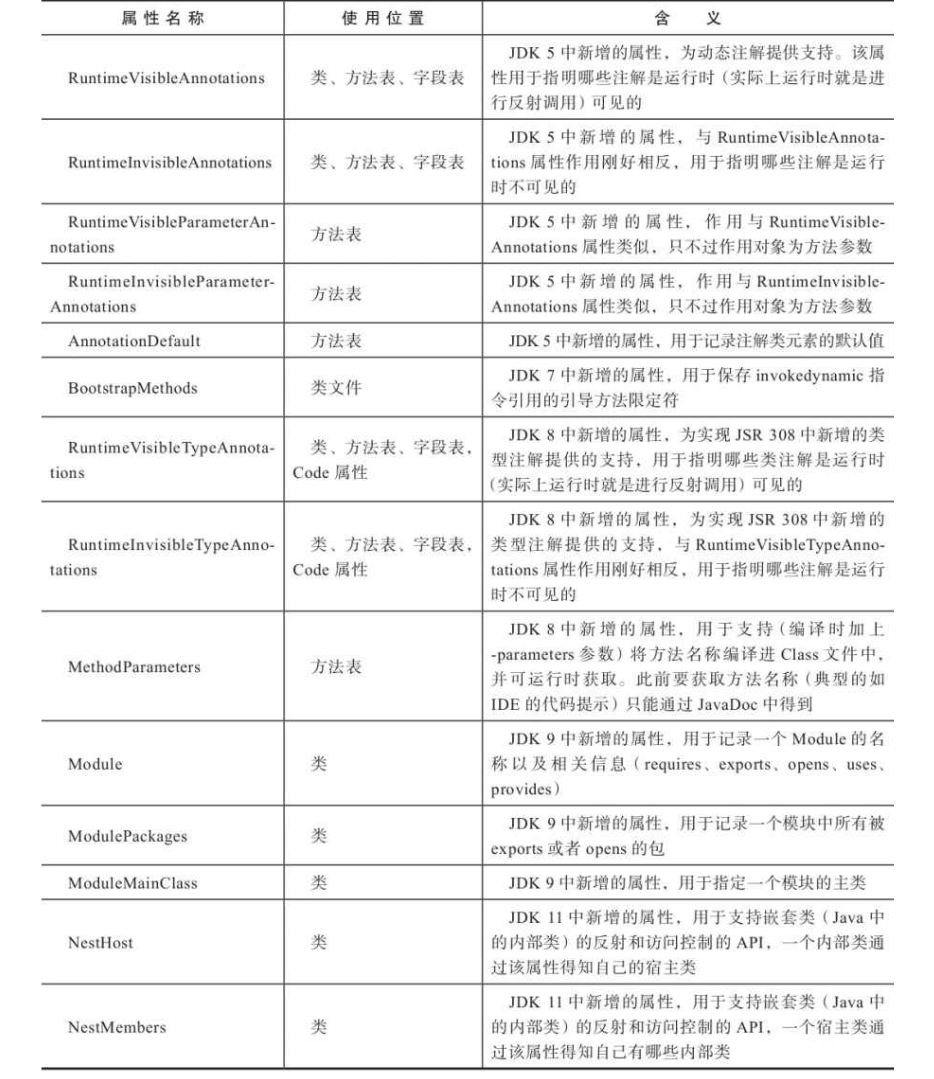 属性名称 使用位置 含 义
RuntimeVisibleAnnotations 类、方法表、字段表 JDK 5 中新增的属性，为动态注解提供支持。该属
性用于指明哪些注解是运行时（实际上运行时就是进
行反射调用）可见的
RuntimeInvisibleAnnotations 类、方法表、字段表 JDK 5 中新增的属性，与 RuntimeVisibleAnnota-
tions 属性作用刚好相反，用于指明哪些注解是运行
时不可见的
RuntimeVisibleParameterAn-
notations
方法表
JDK 5 中新增的属性，作用与 RuntimeVisible-
Annotations 属性类似，只不过作用对象为方法参数
RuntimeInvisibleParameter-
Annotations
方法表
JDK 5 中新增的属性，作用与 RuntimeInvisible-
Annotations 属性类似，只不过作用对象为方法参数
AnnotationDefault 方法表 JDK 5 中新增的属性，用于记录注解类元素的默认值
BootstrapMethods 类文件 JDK 7 中新增的属性，用于保存 invokedynamic 指
令引用的引导方法限定符
RuntimeVisibleTypeAnnota-
tions
类、方法表、字段表，
Code 属性
JDK 8 中新增的属性，为实现 JSR 308 中新增的类
型注解提供的支持，用于指明哪些类注解是运行时
（实际上运行时就是进行反射调用）可见的
RuntimeInvisibleTypeAnno-
tations
类、方法表、字段表，
Code 属性
JDK 8 中新增的属性，为实现 JSR 308 中新增的
类型注解提供的支持，与 RuntimeVisibleTypeAnno-
tations 属性作用刚好相反，用于指明哪些注解是运行
时不可见的
MethodParameters 方法表 JDK 8 中新增的属性，用于支持（编译时加上
-parameters 参数）将方法名称编译进 Class 文件中，
并可运行时获取。此前要获取方法名称（典型的如
IDE 的代码提示）只能通过 JavaDoc 中得到
Module 类 JDK 9 中新增的属性，用于记录一个 Module 的名
称以及相关信息（requires、exports、opens、uses、
provides）
ModulePackages 类 JDK 9 中新增的属性，用于记录一个模块中所有被
exports 或者 opens 的包
ModuleMainClass 类 JDK 9 中新增的属性，用于指定一个模块的主类
NestHost 类 JDK 11 中新增的属性，用于支持嵌套类（Java 中
的内部类）的反射和访问控制的 API，一个内部类通
过该属性得知自己的宿主类
NestMembers 类 JDK 11 中新增的属性，用于支持嵌套类（Java 中
的内部类）的反射和访问控制的 API，一个宿主类通
过该属性得知自己有哪些内部类